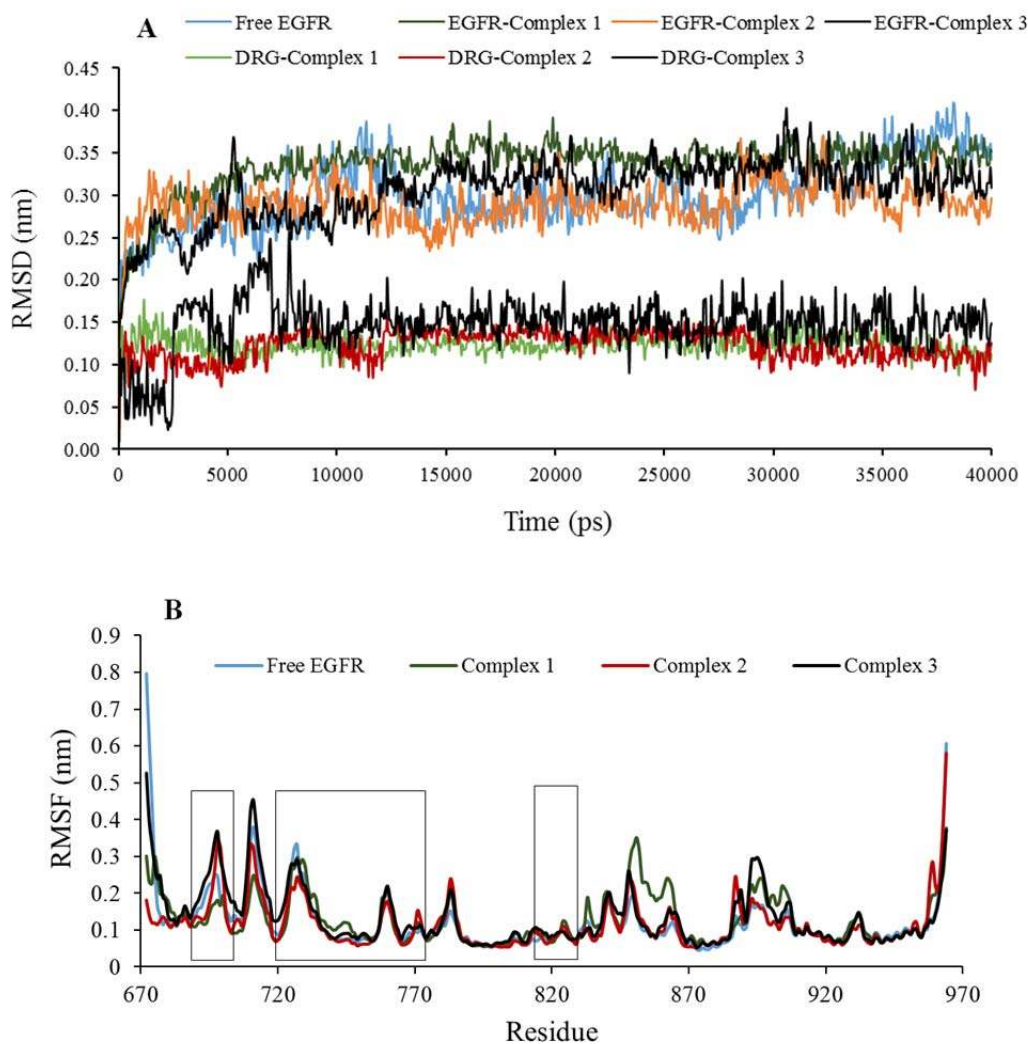 A
Free EGFR EGFR-Complex 1 EGFR-Complex 2 EGFR-Complex 3
DRG-Complex 1 DRG-Complex 2 DRG-Complex 3
0.45
0.40
0.35
0.30
0.25
0.20
0.15
0.10
0.05
0.00
RMSD (nm)
0 5000 10000 15000 20000 25000 30000 35000 40000
Time (ps)
B
Free EGFR Complex 1 Complex 2 Complex 3
0.9
0.8
0.7
0.6
0.5
0.4
0.3
0.2
0.1
0
RMSF (nm)
670 720 770 820 870 920 970
Residue